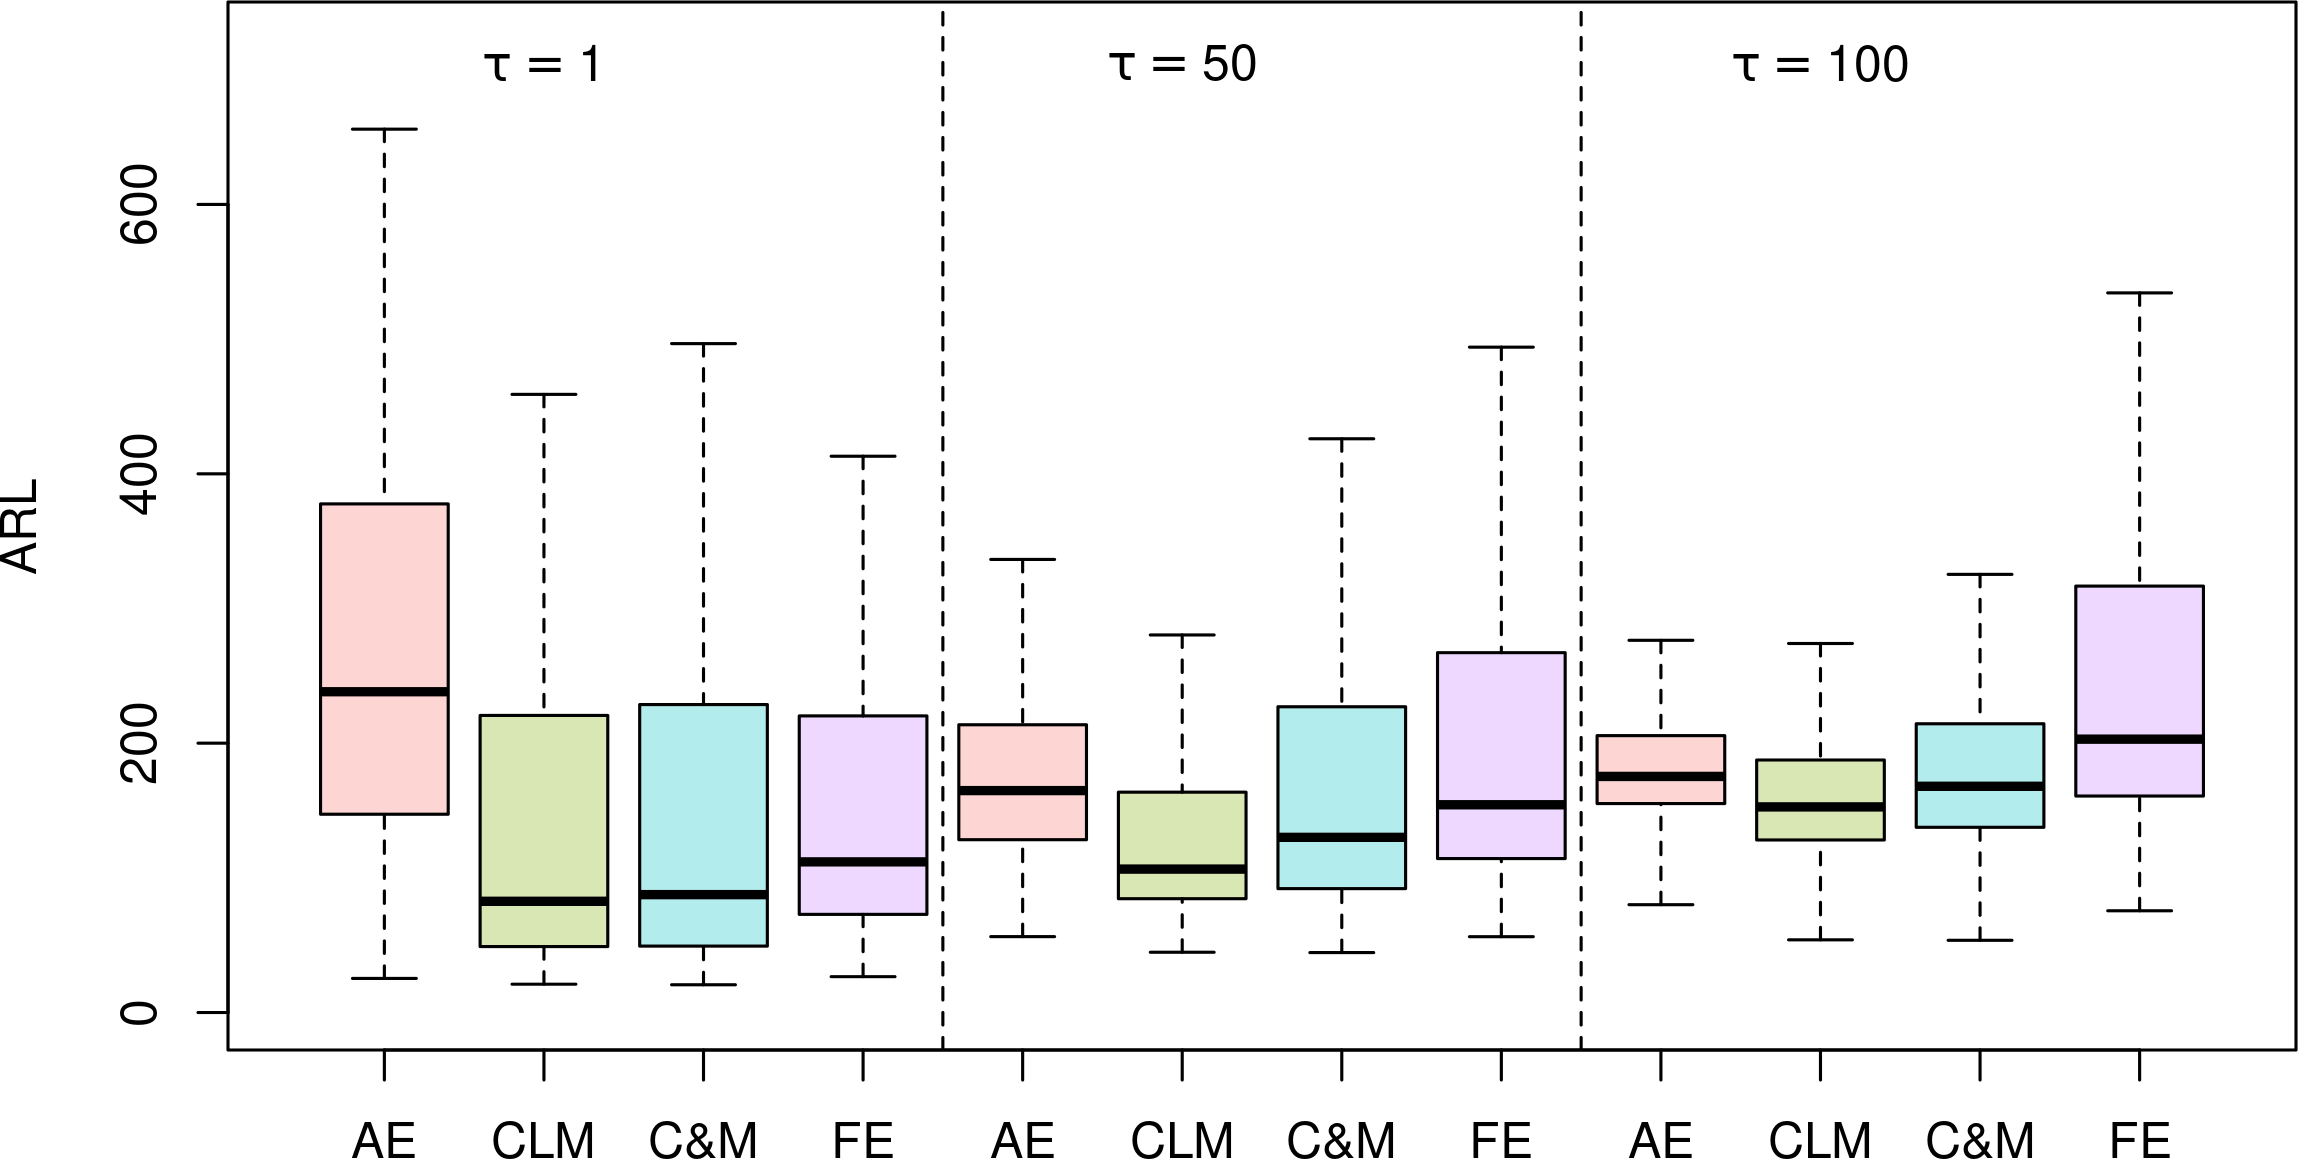 τ = 1
τ = 50
τ = 100
600
400
200
0
ARL
AE CLM C&M FE AE CLM C&M FE AE CLM C&M FE